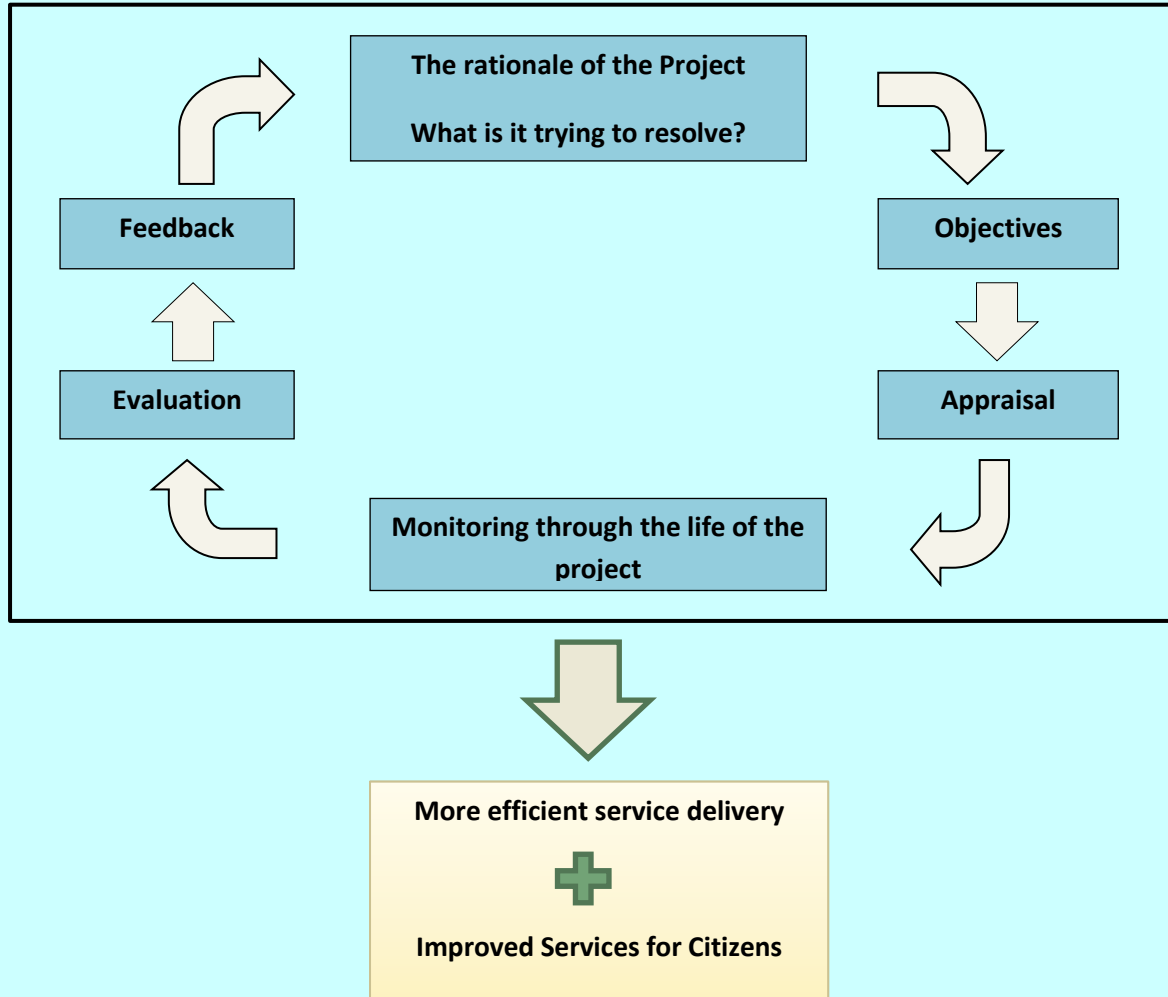 The rationale of the Project
What is it trying to resolve?
Feedback
Objectives
Evaluation
Appraisal
Monitoring through the life of the
project
More efficient service delivery
Improved Services for Citizens